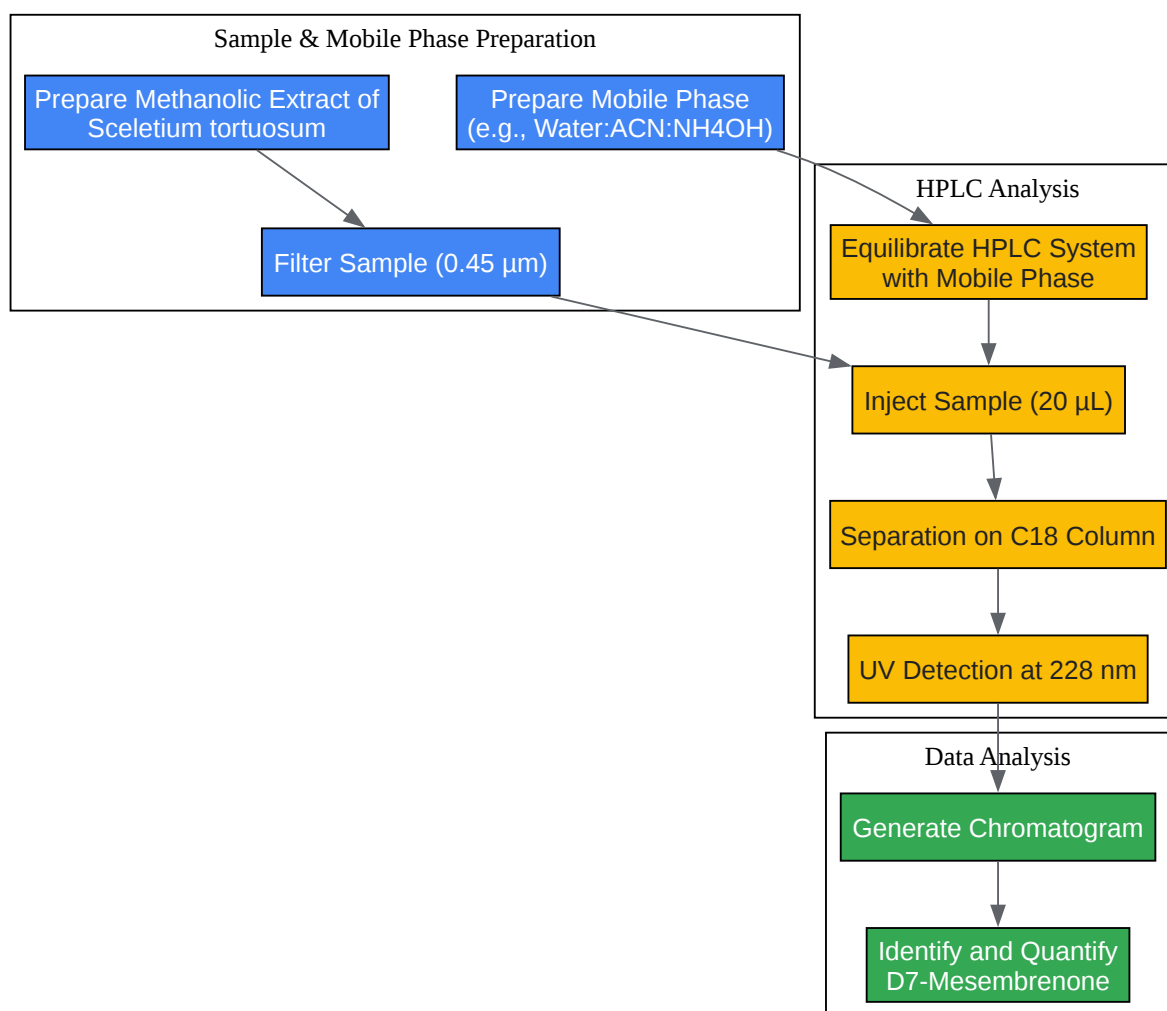 Sample & Mobile Phase Preparation
Prepare Methanolic Extract of
Sceletium tortuosum
Prepare Mobile Phase
(e.g., Water:ACN:NH4OH)
Filter Sample (0.45 µm)
HPLC Analysis
Equilibrate HPLC System
with Mobile Phase
Inject Sample (20 µL)
Separation on C18 Column
UV Detection at 228 nm
Data Analysis
Generate Chromatogram
Identify and Quantify
D7-Mesembrenone